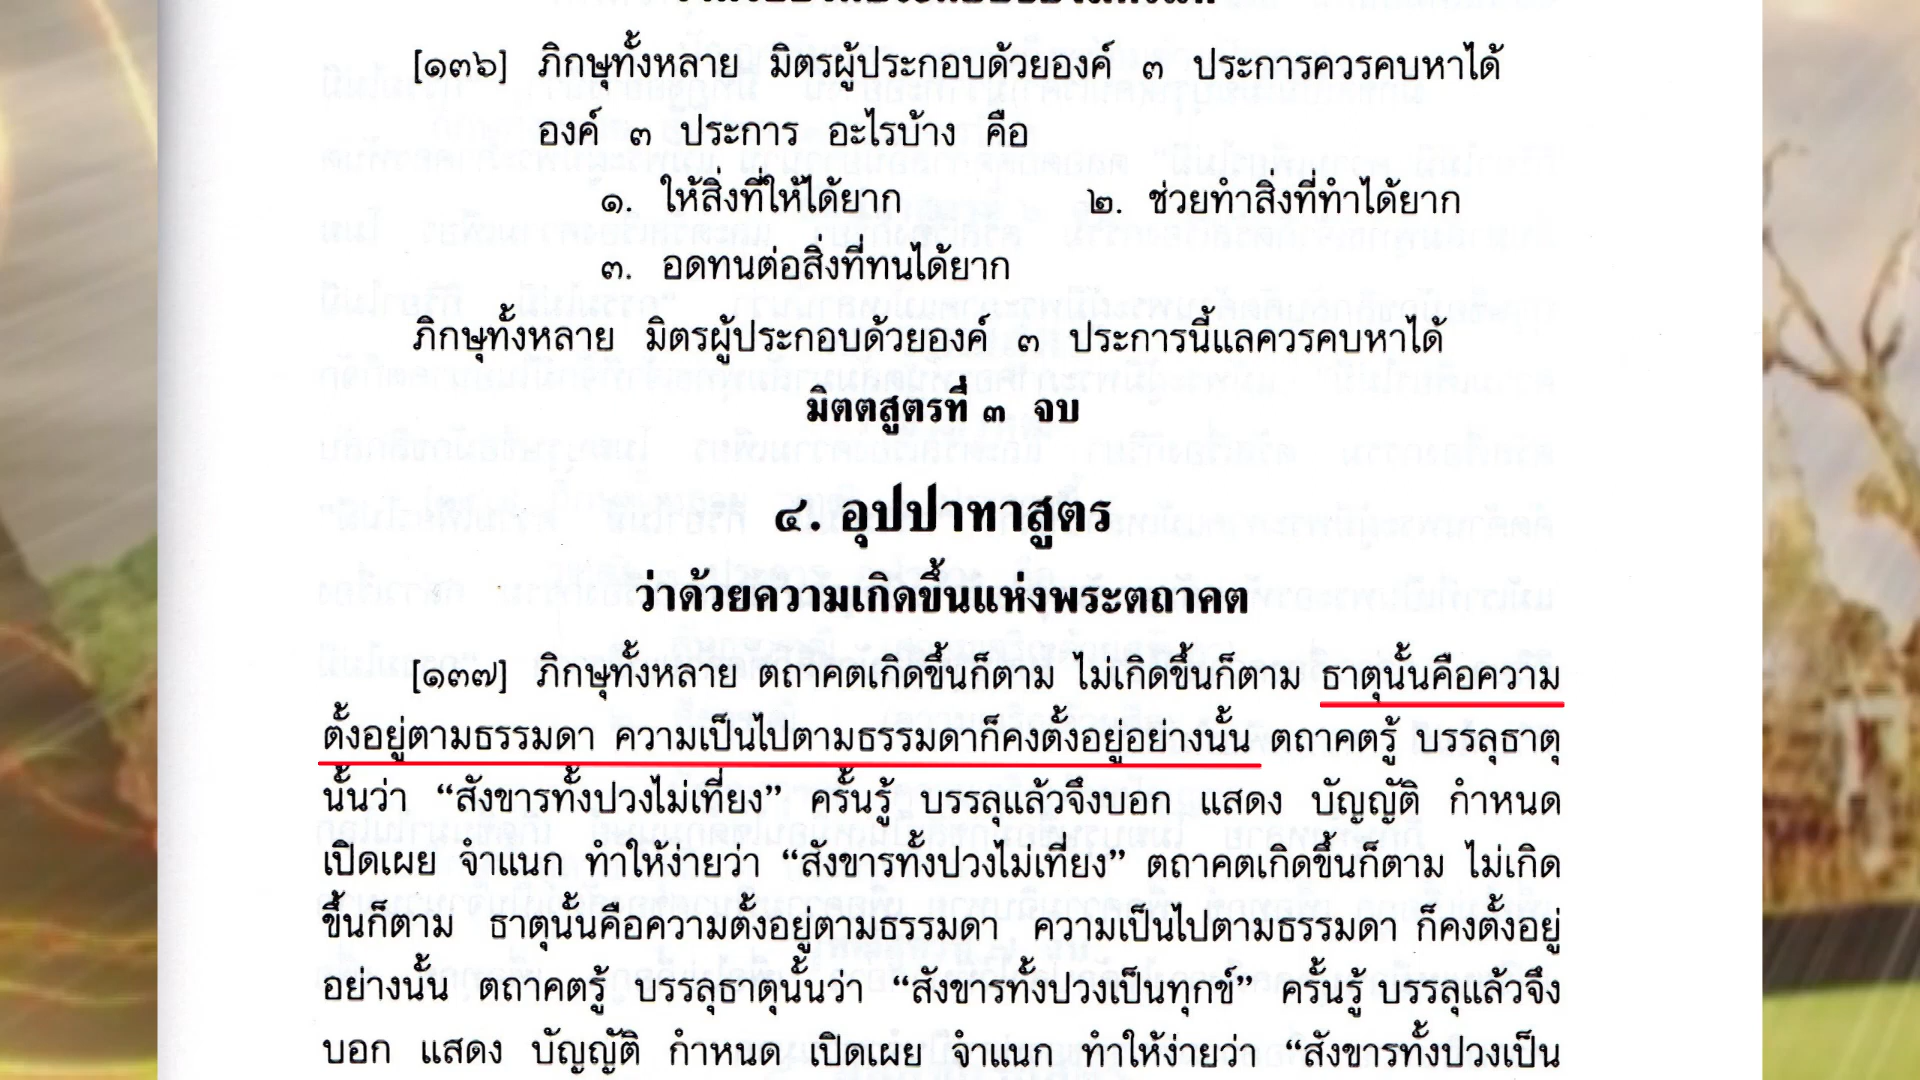 [๑๓๖] ภิกษุทั้งหลาย มิตรผู้ประกอบด้วยองค์ ๓ ประการควรคบหาได้
องค์ ๓ ประการ อะไรบ้าง คือ
๑. ให้สิ่งที่ให้ได้ยาก ๒. ช่วยทำสิ่งที่ทำได้ยาก
๓. อดทนต่อสิ่งที่ทนได้ยาก
ภิกษุทั้งหลาย มิตรผู้ประกอบด้วยองค์ ๓ ประการนี้แลควรคบหาได้
มิตตสูตรที่ ๓ จบ
๔. อุปปาทาสูตร
ว่าด้วยความเกิดขึ้นแห่งพระตถาคต
[๑๓๗] ภิกษุทั้งหลาย ตถาคตเกิดขึ้นก็ตาม ไม่เกิดขึ้นก็ตาม ธาตุนั้นคือความ
ตั้งอยู่ตามธรรมดา ความเป็นไปตามธรรมดาก็คงตั้งอยู่อย่างนั้น ตถาคตรู้ บรรลุธาตุ
นั้นว่า “สังขารทั้งปวงไม่เที่ยง” ครั้นรู้ บรรลุแล้วจึงบอก แสดง บัญญัติ กำหนด
เปิดเผย จำแนก ทำให้ง่ายว่า “สังขารทั้งปวงไม่เที่ยง” ตถาคตเกิดขึ้นก็ตาม ไม่เกิด
ขึ้นก็ตาม ธาตุนั้นคือความตั้งอยู่ตามธรรมดา ความเป็นไปตามธรรมดา ก็คงตั้งอยู่
อย่างนั้น ตถาคตรู้ บรรลุธาตุนั้นว่า “สังขารทั้งปวงเป็นทุกข์” ครั้นรู้ บรรลุแล้วจึง
บอก แสดง บัญญัติ กำหนด เปิดเผย จำแนก ทำให้ง่ายว่า “สังขารทั้งปวงเป็น